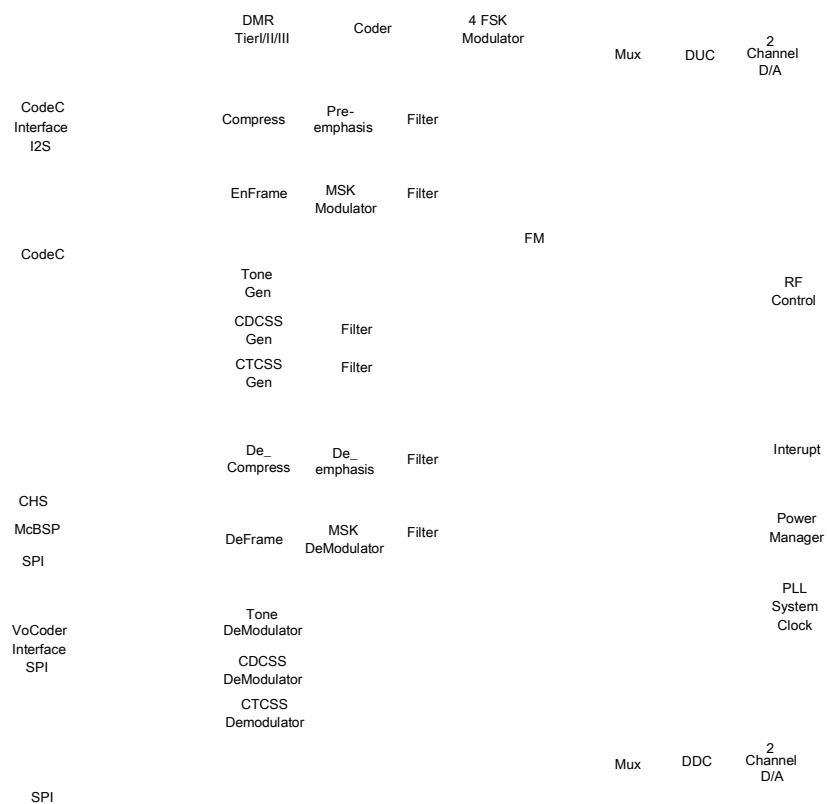 DMR
TierI/II/III
Coder
4 FSK
Modulator
Mux
DUC
2
Channel
D/A
CodeC
Interface
I2S
Compress
Pre-
emphasis
Filter
EnFrame
MSK
Modulator
Filter
FM
CodeC
Tone
Gen
RF
Control
CDCSS
Gen
Filter
CTCSS
Gen
Filter
De_
Compress
De_
emphasis
Filter
Interupt
CHS
McBSP
SPI
DeFrame
MSK
DeModulator
Filter
Power
Manager
PLL
System
Clock
VoCoder
Interface
SPI
Tone
DeModulator
CDCSS
DeModulator
CTCSS
Demodulator
Mux
DDC
2
Channel
D/A
SPI